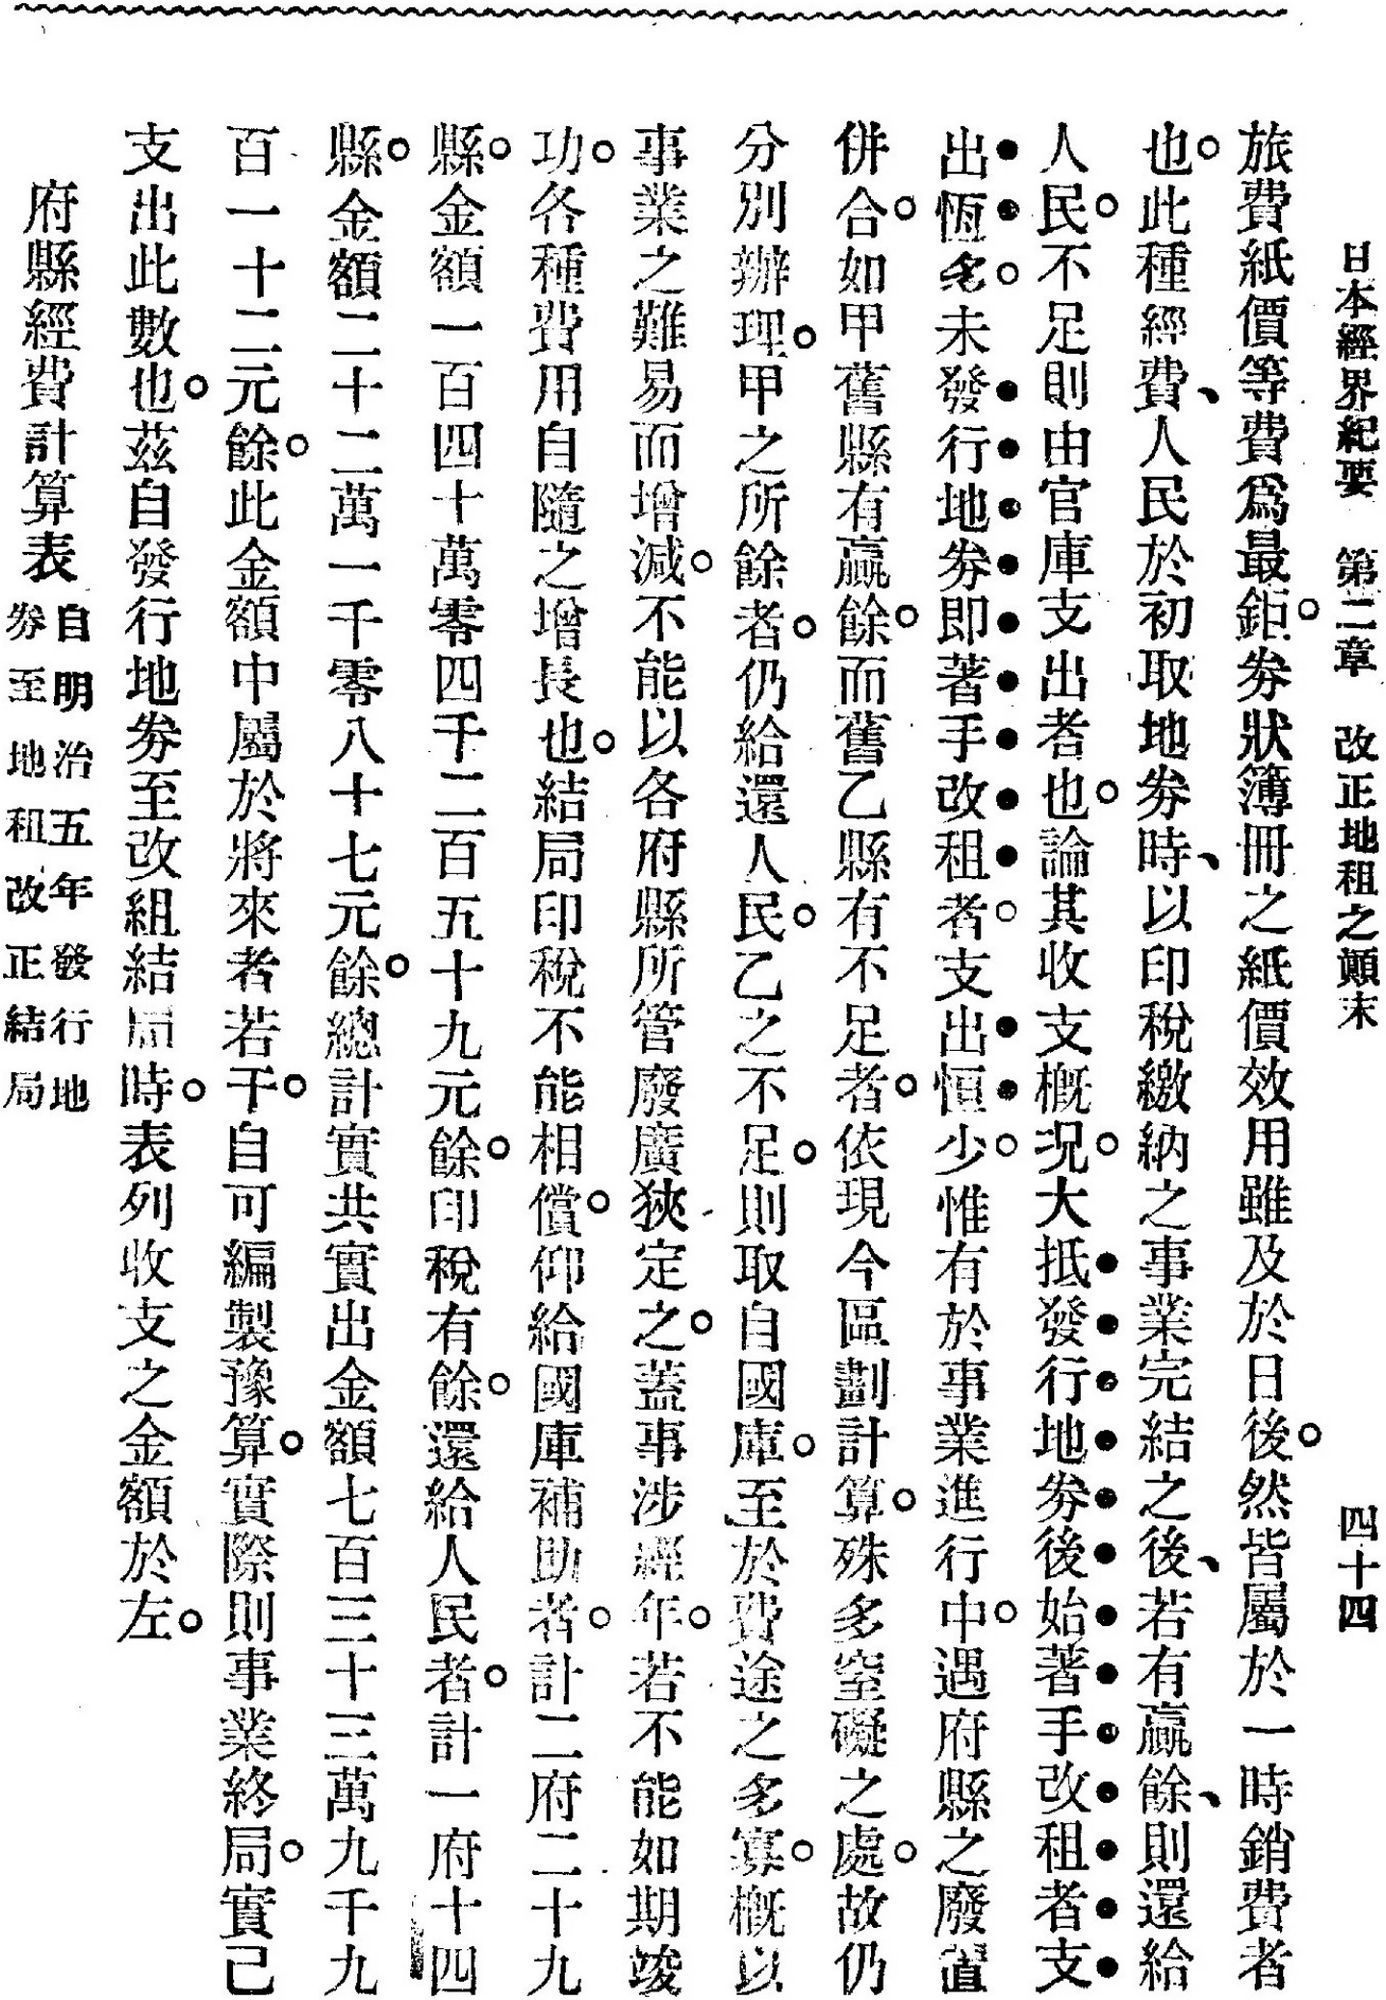 日本經界紀要　第二章　改正地租之顚末　四十四
旅費紙價等費爲最鉅。劵狀簿冊之紙價效用雖及於日後。然皆屬於一時銷費者
也。此種經費、人民於初取地劵時、以印稅繳納之事業完結之後、若有贏餘、則還給
人民。不足則由官庫支出者也。論其收支槪況。大抵發行地劵後始著手改租者支
出恆多。未發行地劵即著手改租者。支出恒少。惟有於事業進行中。遇府縣之廢置
併合。如甲舊縣有贏餘。而舊乙縣有不足者。依現今區劃計算。殊多窒礙之處。故仍
分別辦理。甲之所餘者。仍給還人民。乙之不足。則取自國庫。至於費途之多寡。槪以
事業之難易而增減。不能以各府縣所管廢廣狹定之。蓋事涉經年。若不能如期竣
功。各種費用自隨之增長也。結局印稅不能相償。仰給國庫補助者。計二府二十九
縣。金額一百四十萬零四千二百五十九元餘。印稅有餘。還給人民者。計一府十四
縣。金額二十二萬一千零八十七元餘。總計實共實出金額七百三十三萬九千九
百一十二元餘。此金額中屬於將來者若干。自可編製豫算。實際則事業終局。實己
支出此數也。茲自發行地劵至改組結局時。表列收支之金額於左。
府縣經費計算表
自明治五年發行地
劵至地租改正結局